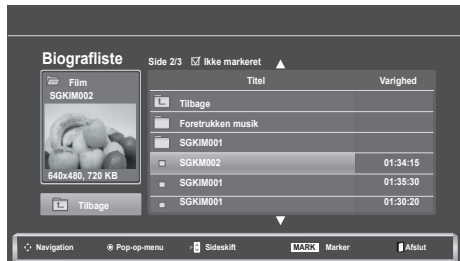 Biografliste
Side 2/3 ☑ Ikke markeret
Film
SGKIM002
640x480, 720 KB
Tilbage
Titel Varighed
Tilbage
Foretrukken musik
SGKIM001
SGKM002 01:34:15
SGKIM001 01:35:30
SGKIM001 01:30:20
Navigation Pop-op-menu P Sideskift MARK Marker Afslut